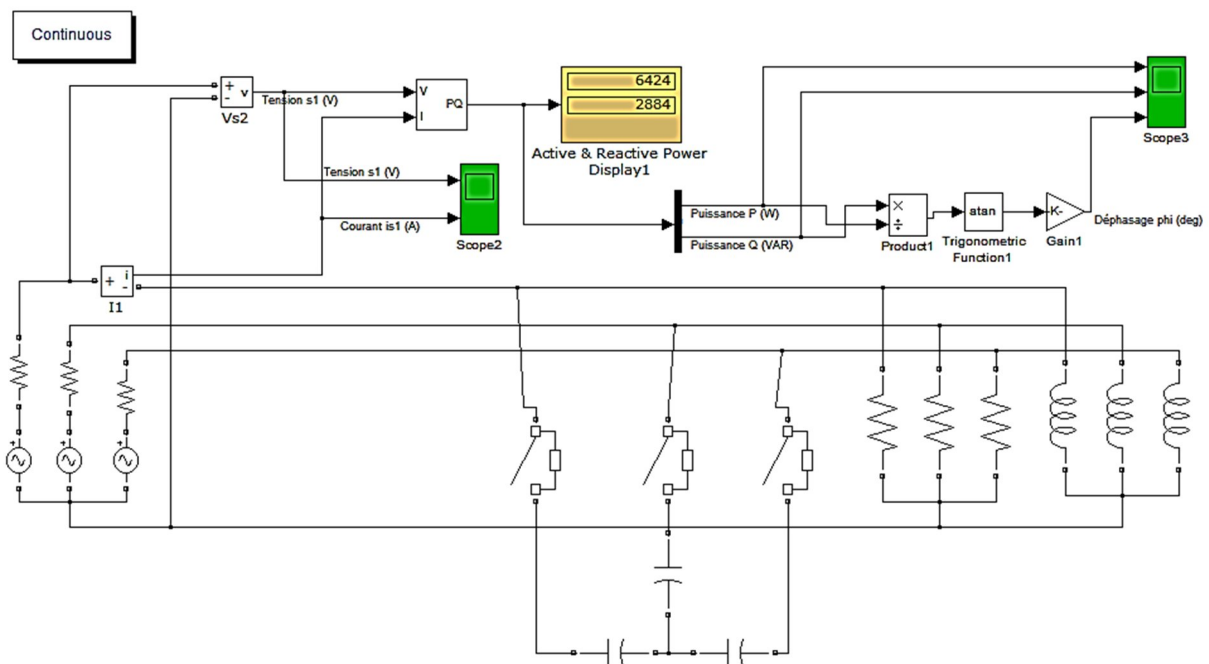 Continuous
+
-
v
Vs2
Tension s1 (V)
V
I
PQ
6424
2884
Active & Reactive Power
Display1
Scope3
Tension s1 (V)
Courant is1 (A)
Scope2
Puissance P (W)
Puissance Q (VAR)
×
÷
Product1
atan
Trigonometric
Function1
K-
Gain1
Déphasage phi (deg)
+
i
-
I1
+
+
+